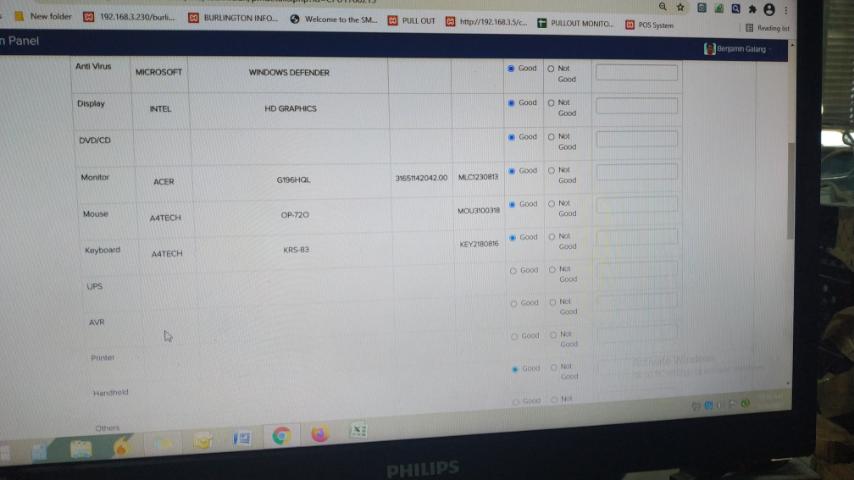 New folder 192.168.3.230/burli... BURLINGTON INFO... Welcome to the SM... PULL OUT http://192.168.3.5/c... PULLOUT MONITO... POS System
Reading list
n Panel Benjamin Galang
Anti Virus MICROSOFT WINDOWS DEFENDER Good Not Good
Display INTEL HD GRAPHICS Good Not Good
DVD/CD Good Not Good
Monitor ACER G196HQL 31651142042.00 MLC1230813 Good Not Good
Mouse A4TECH OP-72O MOU3100318 Good Not Good
Keyboard A4TECH KRS-83 KEY2180816 Good Not Good
UPS Good Not Good
AVR Good Not Good
Printer Good Not Good
Handheld Good Not Good
Others Good Not
Activate Windows
PHILIPS